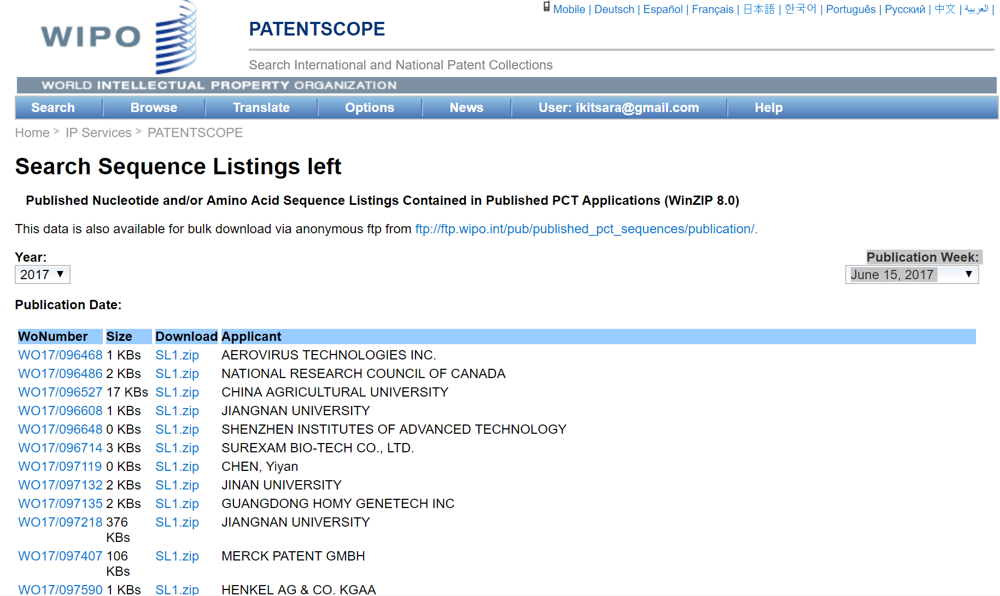 Mobile | Deutsch | Español | Français | 日本語 | 한국어 | Português | Русский | 中文 | العربية |
WIPO
PATENTSCOPE
Search International and National Patent Collections
WORLD INTELLECTUAL PROPERTY ORGANIZATION
Search Browse Translate Options News User: ikitsara@gmail.com Help
Home > IP Services > PATENTSCOPE
Search Sequence Listings left
Published Nucleotide and/or Amino Acid Sequence Listings Contained in Published PCT Applications (WinZIP 8.0)
This data is also available for bulk download via anonymous ftp from ftp://ftp.wipo.int/pub/published_pct_sequences/publication/.
Year: Publication Week:
2017 ▼ June 15, 2017 ▼
Publication Date:
WoNumber Size Download Applicant
WO17/096468 1 KBs SL1.zip AEROVIRUS TECHNOLOGIES INC.
WO17/096486 2 KBs SL1.zip NATIONAL RESEARCH COUNCIL OF CANADA
WO17/096527 17 KBs SL1.zip CHINA AGRICULTURAL UNIVERSITY
WO17/096608 1 KBs SL1.zip JIANGNAN UNIVERSITY
WO17/096648 0 KBs SL1.zip SHENZHEN INSTITUTES OF ADVANCED TECHNOLOGY
WO17/096714 3 KBs SL1.zip SUREXAM BIO-TECH CO., LTD.
WO17/097119 0 KBs SL1.zip CHEN, Yiyan
WO17/097132 2 KBs SL1.zip JINAN UNIVERSITY
WO17/097135 2 KBs SL1.zip GUANGDONG HOMY GENETECH INC
WO17/097218 376 SL1.zip JIANGNAN UNIVERSITY
KBs
WO17/097407 106 SL1.zip MERCK PATENT GMBH
KBs
WO17/097590 1 KBs SL1.zip HENKEL AG & CO. KGAA